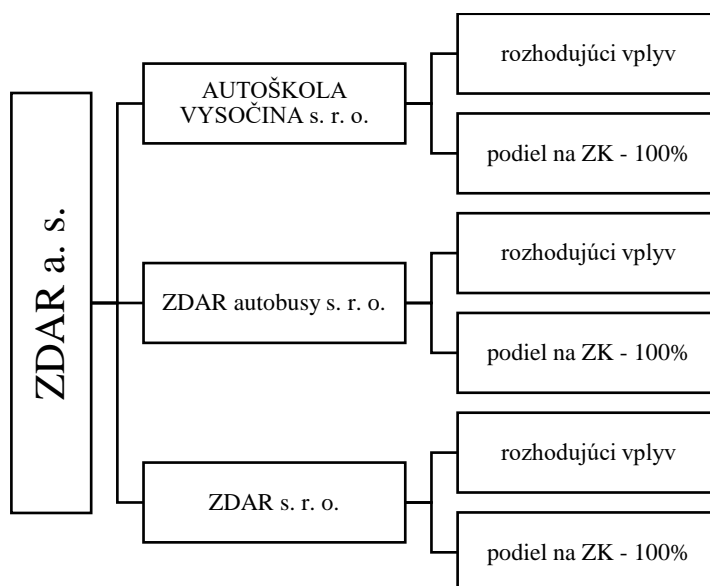 ZDAR a. s.
AUTOŠKOLA
VYSOČINA s. r. o.
rozhodujúci vplyv
podiel na ZK - 100%
ZDAR autobusy s. r. o.
rozhodujúci vplyv
podiel na ZK - 100%
ZDAR s. r. o.
rozhodujúci vplyv
podiel na ZK - 100%